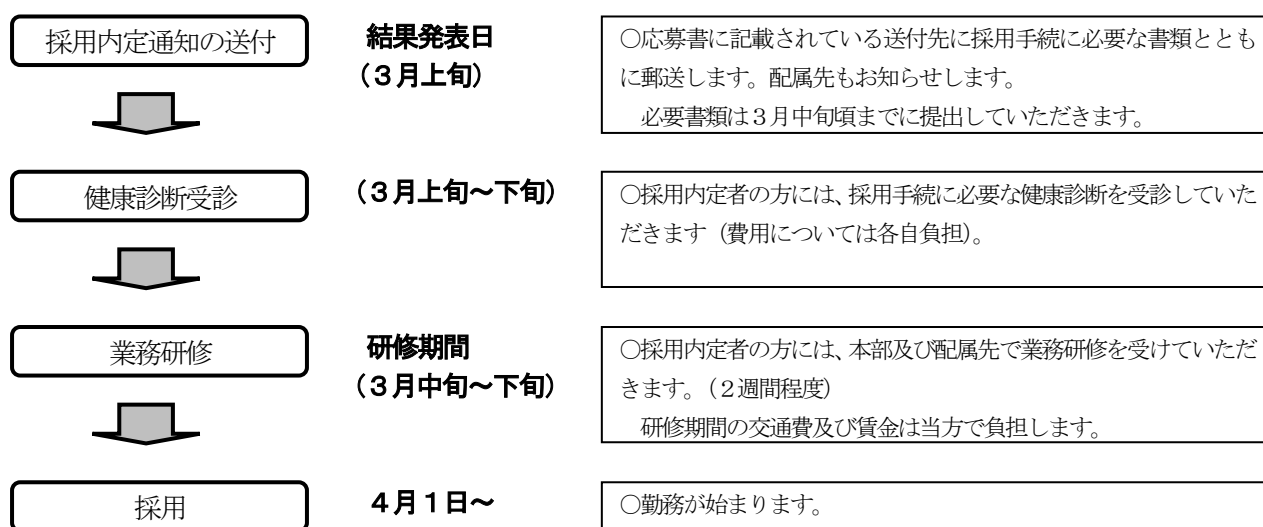 採用内定通知の送付
結果発表日
(3月上旬)
〇応募書に記載されている送付先に採用手続に必要な書類ととも
に郵送します。配属先もお知らせします。
必要書類は3月中旬頃までに提出していただきます。
健康診断受診
(3月上旬~下旬)
〇採用内定者の方には、採用手続に必要な健康診断を受診していた
だきます(費用については各自負担)。
業務研修
研修期間
(3月中旬~下旬)
〇採用内定者の方には、本部及び配属先で業務研修を受けていただ
きます。(2週間程度)
研修期間の交通費及び賃金は当方で負担します。
採用
4月1日~
〇勤務が始まります。